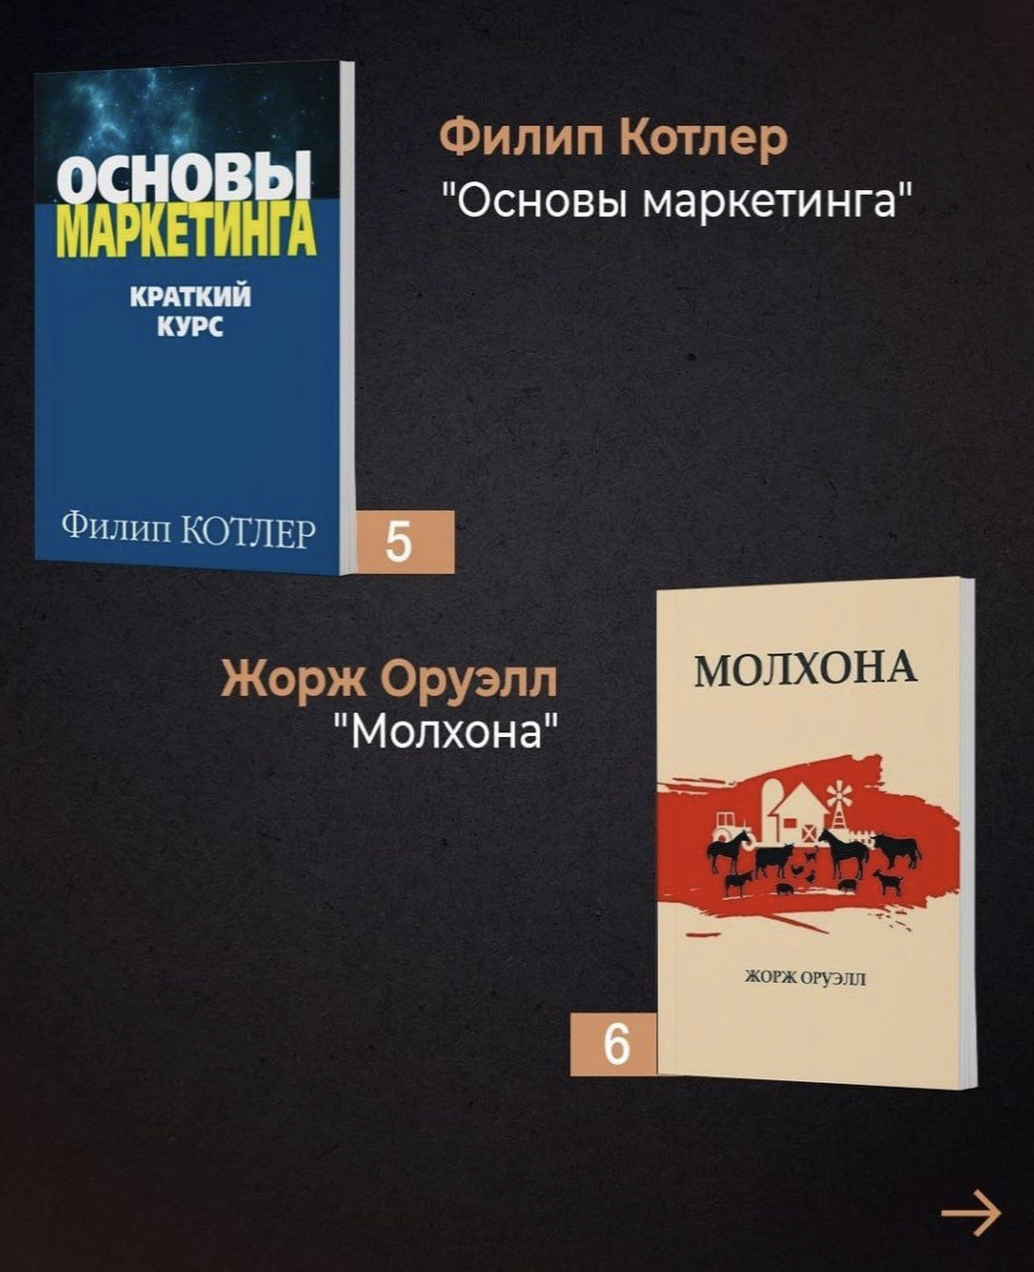 ОСНОВЫ
МАРКЕТИНГА
КРАТКИЙ
КУРС
Филип КОТЛЕР
5
Филип Котлер
"Основы маркетинга"
Жорж Оруэлл
"Молхона"
МОЛХОНА
ЖОРЖ ОРУЭЛЛ
6